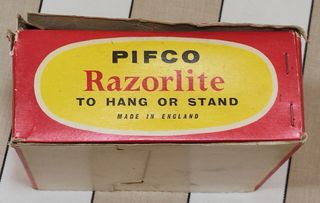 PIFCO
Razorlite
TO HANG OR STAND
MADE IN ENGLAND